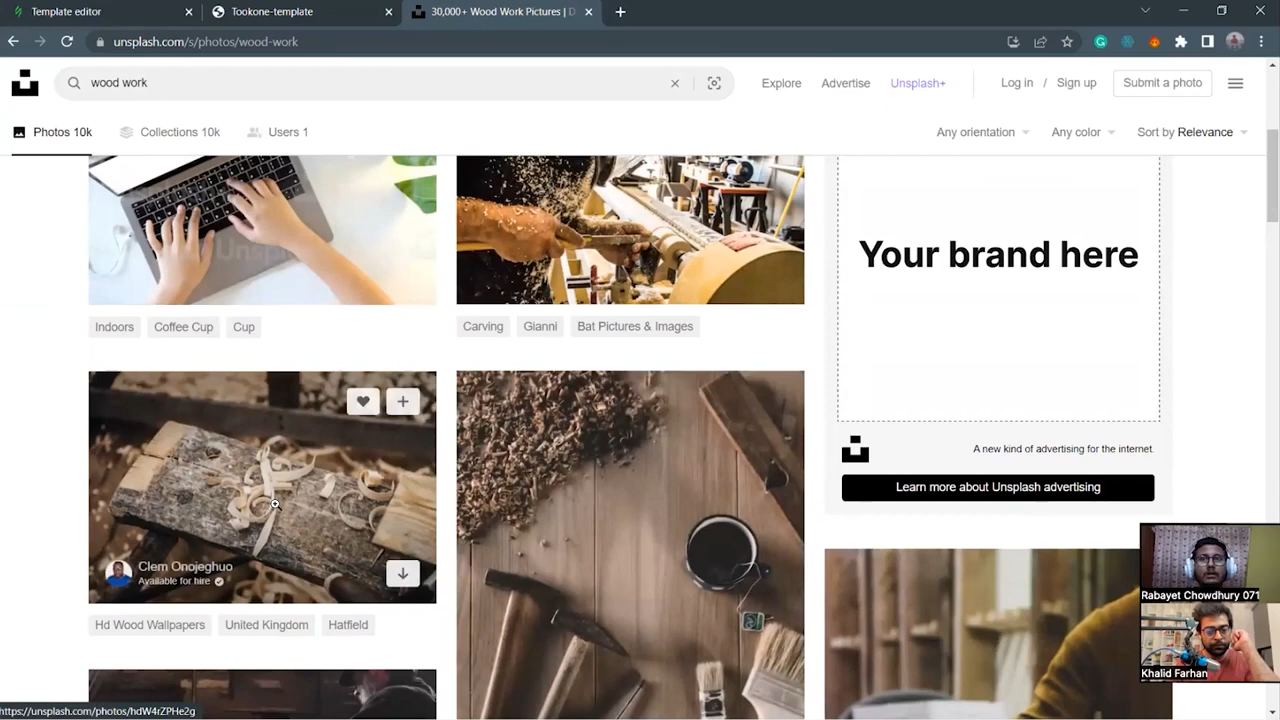 Template editor
Tookone-template
30,000+ Wood Work Pictures | D
unsplash.com/s/photos/wood-work
wood work
Explore
Advertise
Unsplash+
Log in / Sign up
Submit a photo
Photos 10k
Collections 10k
Users 1
Any orientation
Any color
Sort by Relevance
Indoors
Coffee Cup
Cup
Carving
Gianni
Bat Pictures & Images
Your brand here
A new kind of advertising for the internet.
Learn more about Unsplash advertising
Clem Onojeghuo
Available for hire
Hd Wood Wallpapers
United Kingdom
Hatfield
Rabayet Chowdhury 071
Khalid Farhan
https://unsplash.com/photos/hdW4rZPHe2g